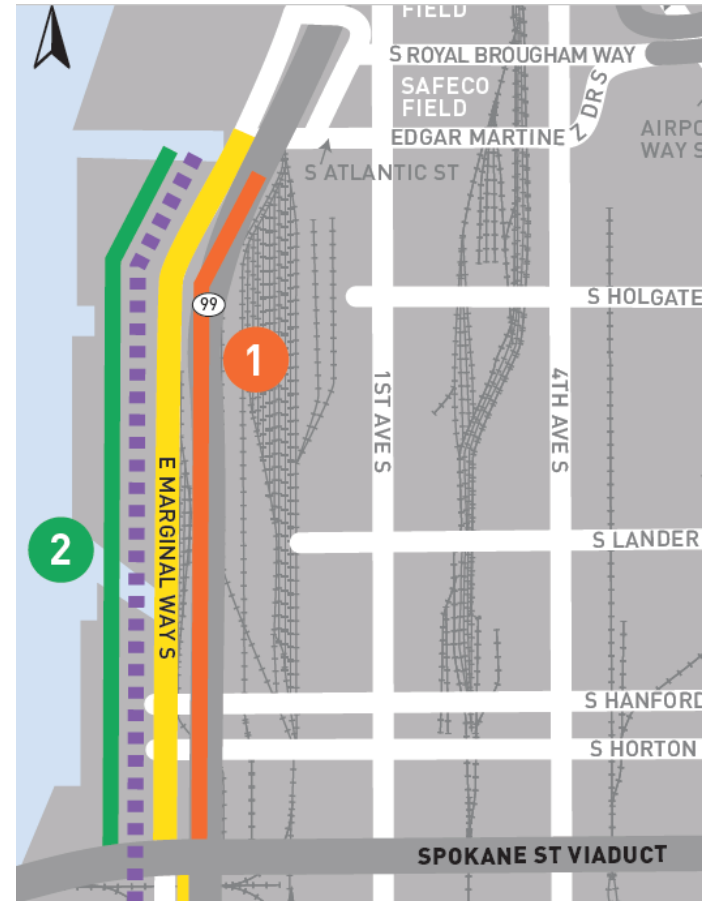 FIELD
S ROYAL BROUGHAM WAY
SAFECO
FIELD
EDGAR MARTINE
Z DR S
AIRPO
WAY S
S ATLANTIC ST
99
S HOLGATE
1
1ST AVE S
4TH AVE S
E MARGINAL WAY S
2
S LANDER
S HANFORD
S HORTON
SPOKANE ST VIADUCT